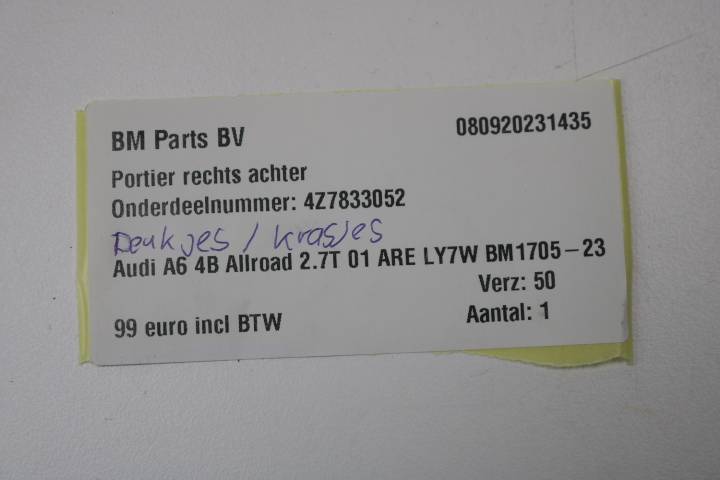 BM Parts BV
080920231435
Portier rechts achter
Onderdeelnummer: 4Z7833052
Deukjes / krasjes
Audi A6 4B Allroad 2.7T 01 ARE LY7W BM1705-23
Verz: 50
99 euro incl BTW
Aantal: 1